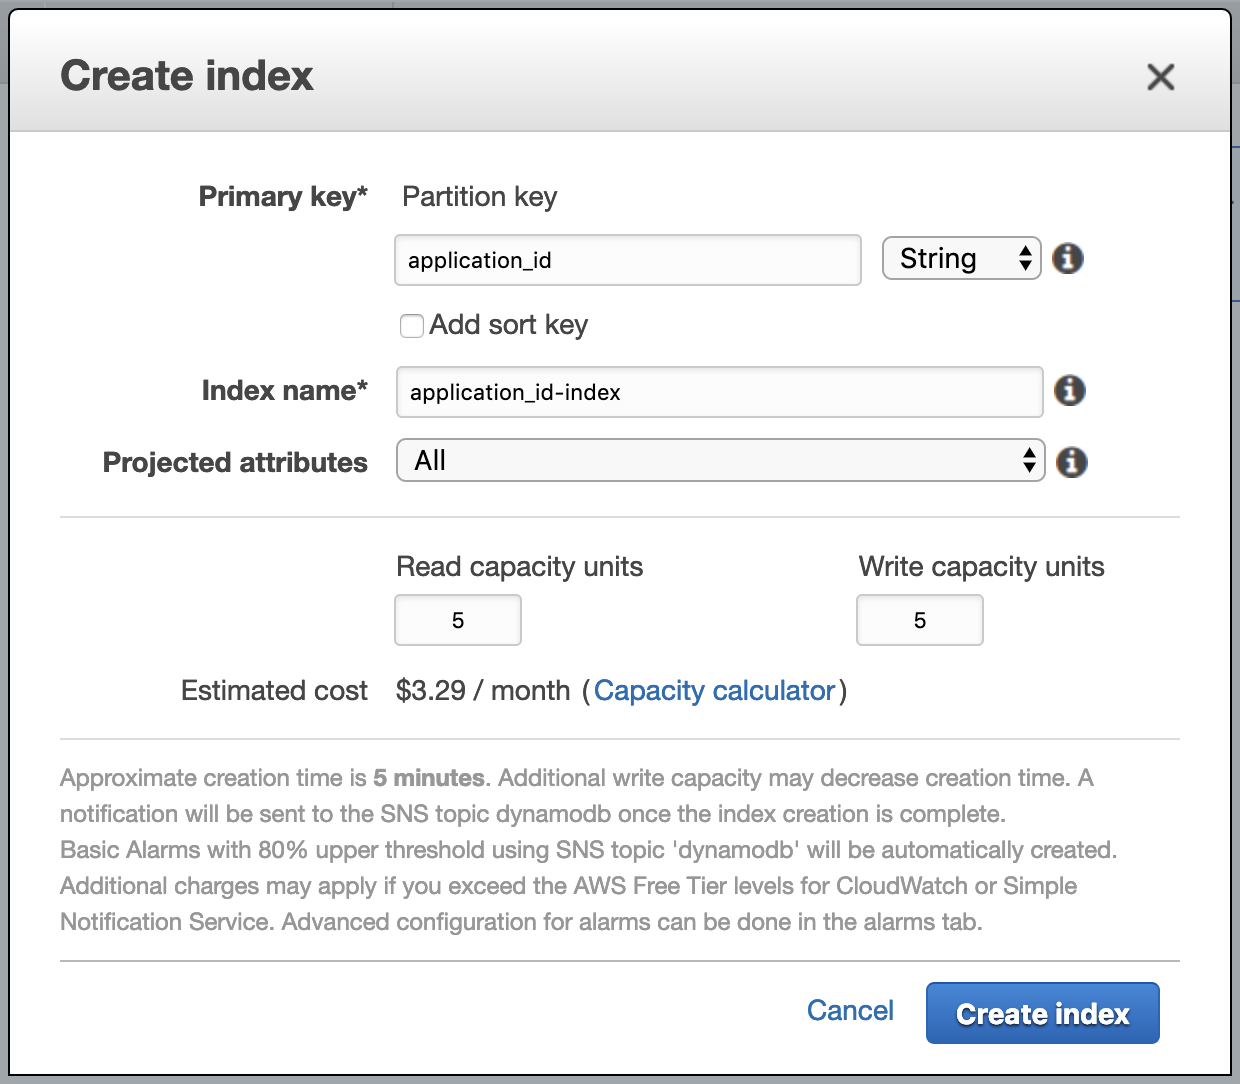 Create index
Primary key* Partition key
application_id String
Add sort key
Index name* application_id-index
Projected attributes All
Read capacity units Write capacity units
5 5
Estimated cost $3.29 / month (Capacity calculator)
Approximate creation time is 5 minutes. Additional write capacity may decrease creation time. A
notification will be sent to the SNS topic dynamodb once the index creation is complete.
Basic Alarms with 80% upper threshold using SNS topic 'dynamodb' will be automatically created.
Additional charges may apply if you exceed the AWS Free Tier levels for CloudWatch or Simple
Notification Service. Advanced configuration for alarms can be done in the alarms tab.
Cancel Create index